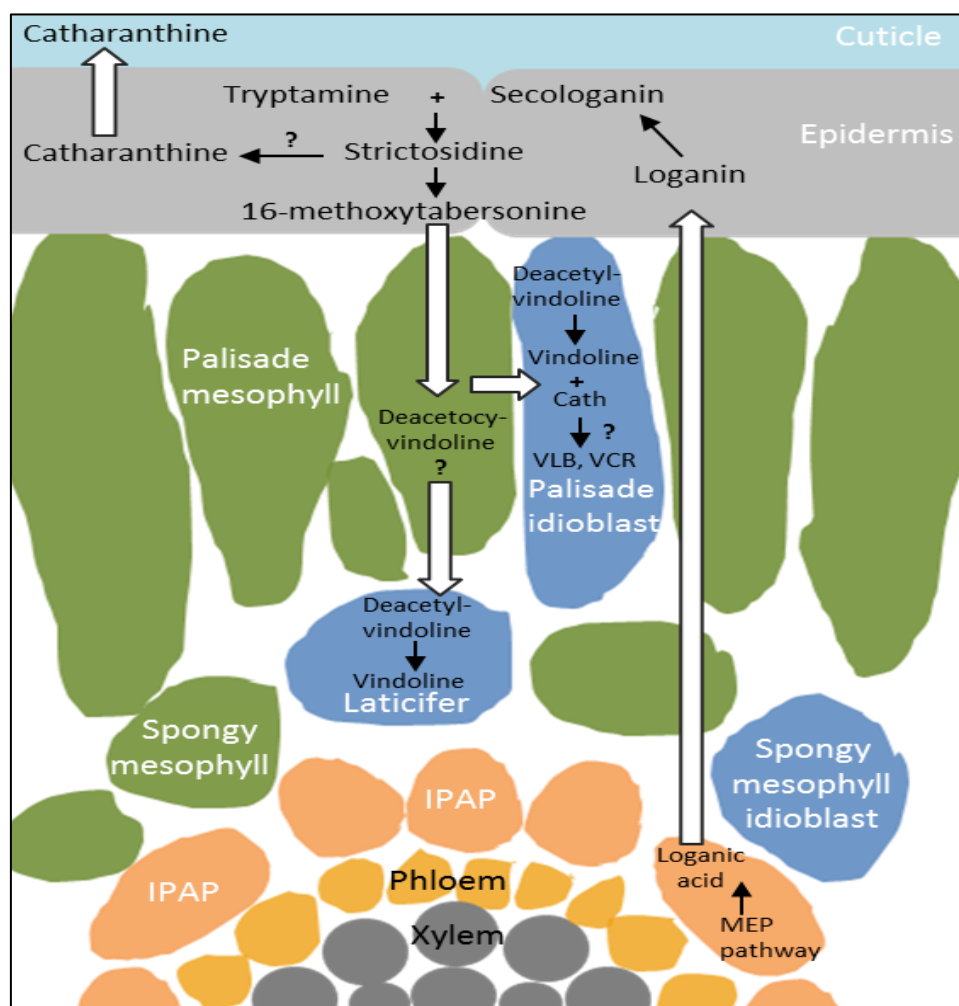 Catharanthine
Cuticle
Tryptamine + Secologanin
Epidermis
?
Catharanthine
Strictosidine
Loganin
16-methoxytabersonine
Deacetyl-
vindoline
Palisade
mesophyll
Vindoline
+
Cath
Deacetocy-
vindoline
?
?
VLB, VCR
Palisade
idioblast
Deacetyl-
vindoline
Vindoline
Laticifer
Spongy
mesophyll
Spongy
mesophyll
idioblast
IPAP
IPAP
Phloem
Xylem
Loganic
acid
MEP
pathway